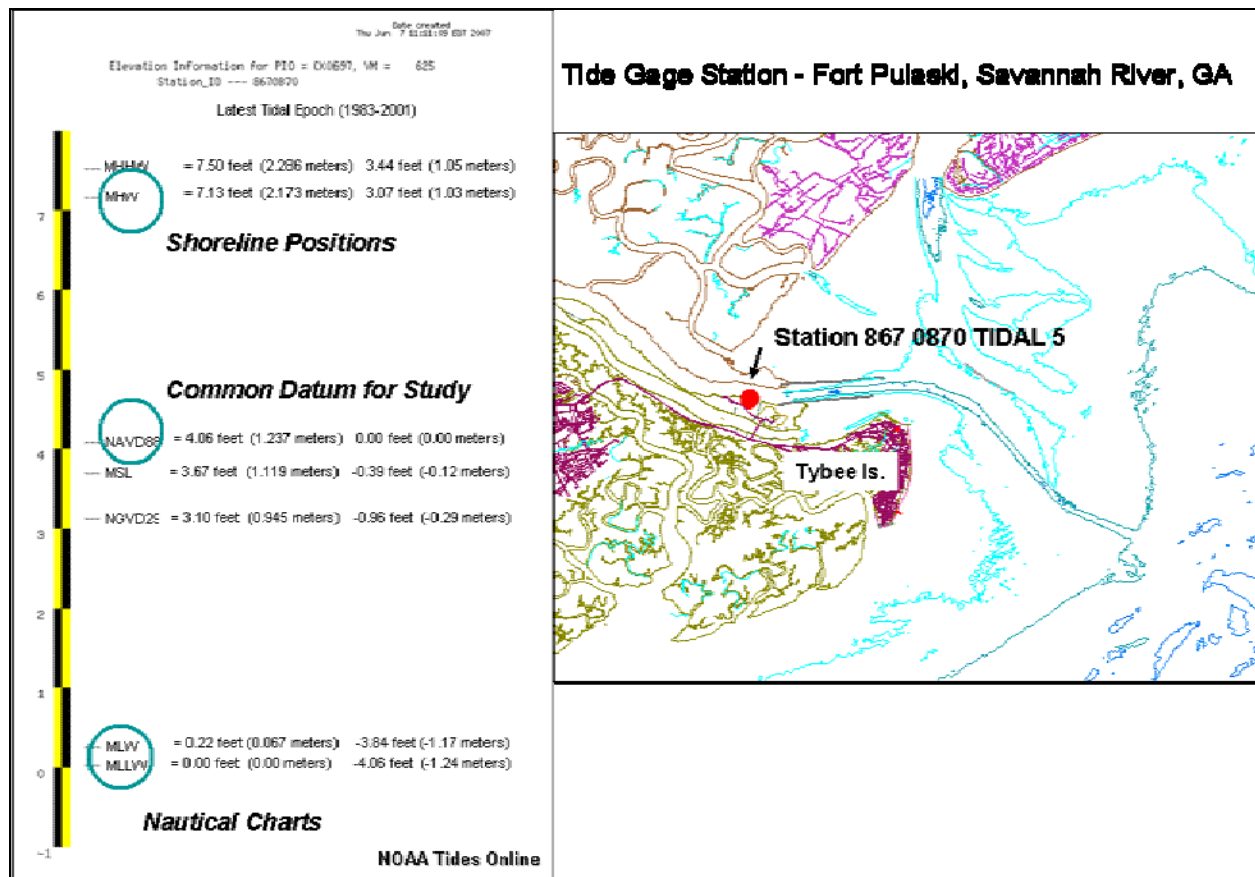 Date created
Thu Jun 7 11:11:09 EDT 2007
Elevation Information for PID = CK0697, VM = 625
Station_ID --- 8670870
Latest Tidal Epoch (1983-2001)
MHHW = 7.50 feet (2.286 meters) 3.44 feet (1.05 meters)
MHW = 7.13 feet (2.173 meters) 3.07 feet (1.03 meters)
7
Shoreline Positions
6
5
Common Datum for Study
NAVD88 = 4.06 feet (1.237 meters) 0.00 feet (0.00 meters)
4
MSL = 3.67 feet (1.119 meters) -0.39 feet (-0.12 meters)
NGVD29 = 3.10 feet (0.945 meters) -0.96 feet (-0.29 meters)
3
2
1
MLW = 0.22 feet (0.067 meters) -3.84 feet (-1.17 meters)
0
MLLW = 0.00 feet (0.00 meters) -4.06 feet (-1.24 meters)
Nautical Charts
-1
NOAA Tides Online
Tide Gage Station - Fort Pulaski, Savannah River, GA
Station 867 0870 TIDAL 5
Tybee Is.